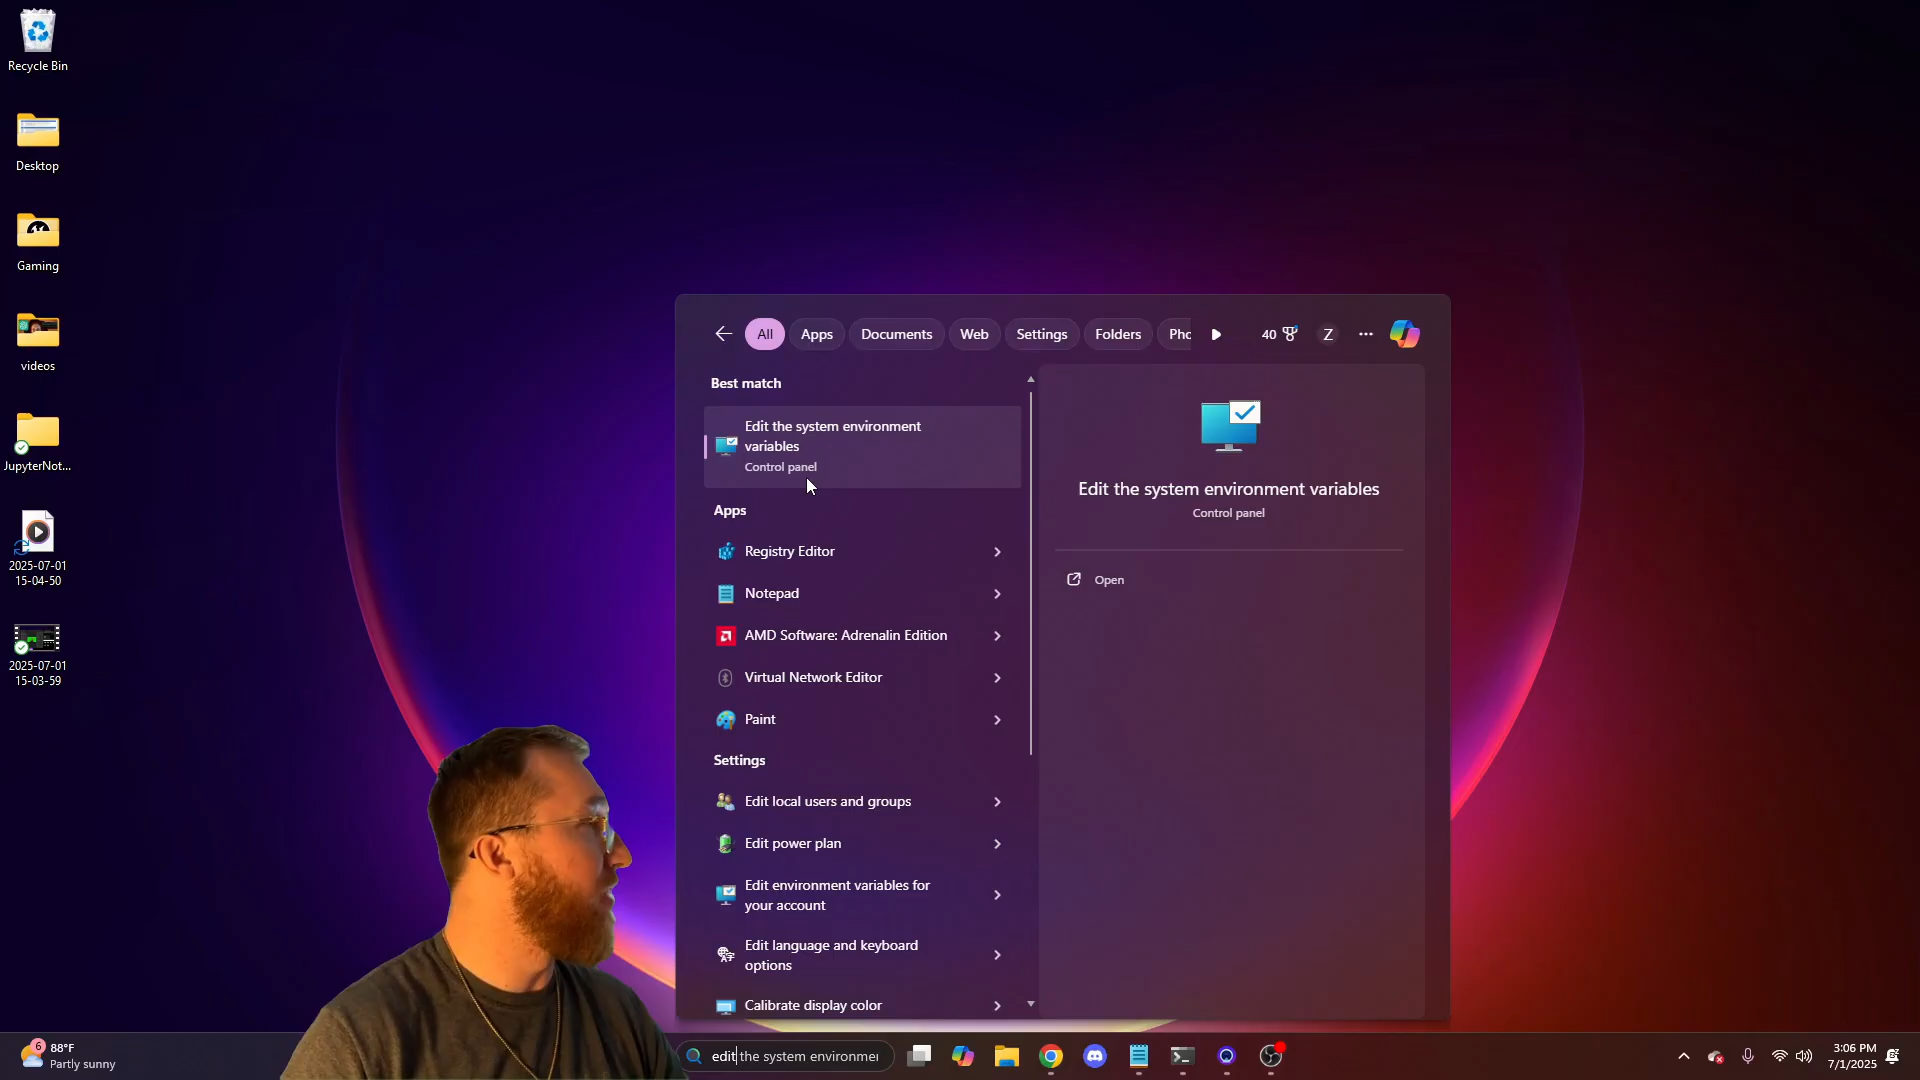 Recycle Bin
Desktop
Gaming
videos
JupyterNot...
2025-07-01
15-04-50
2025-07-01
15-03-59
All
Apps
Documents
Web
Settings
Folders
Pho
40
Z
Best match
Edit the system environment
variables
Control panel
Apps
Registry Editor
Notepad
AMD Software: Adrenalin Edition
Virtual Network Editor
Paint
Settings
Edit local users and groups
Edit power plan
Edit environment variables for
your account
Edit language and keyboard
options
Calibrate display color
Edit the system environment variables
Control panel
Open
6
88°F
Partly sunny
edit the system environmer
3:06 PM
7/1/2025